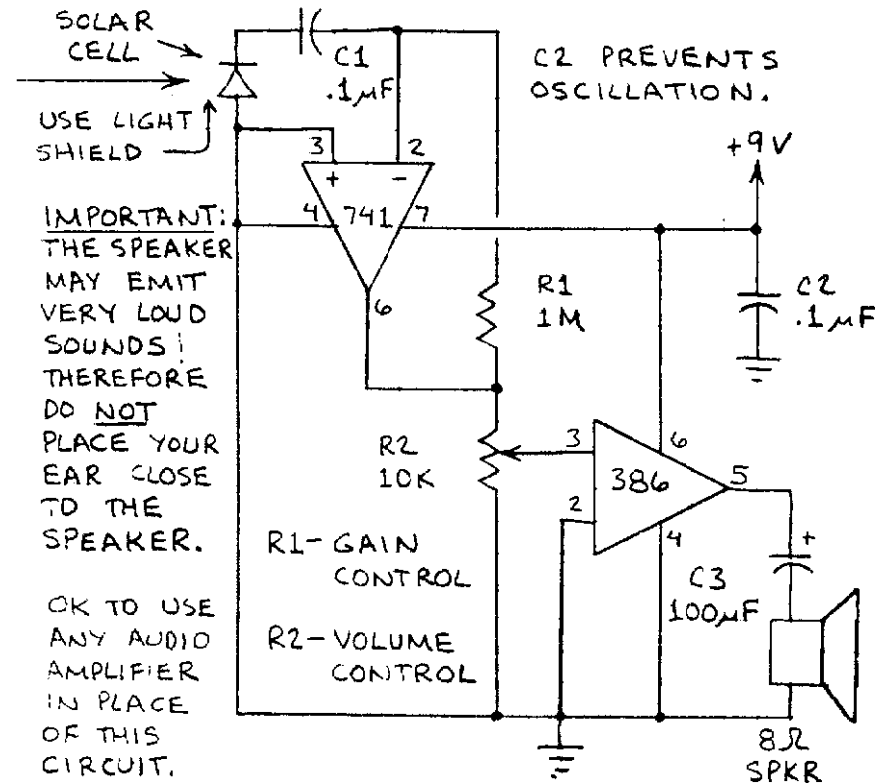 SOLAR
CELL
C1
.1µF
C2 PREVENTS
OSCILLATION.
USE LIGHT
SHIELD
+9V
3
2
+
-
4
741
7
6
IMPORTANT:
THE SPEAKER
MAY EMIT
VERY LOUD
SOUNDS;
THEREFORE
DO NOT
PLACE YOUR
EAR CLOSE
TO THE
SPEAKER.
R1
1M
C2
.1µF
R2
10K
3
2
386
6
5
4
R1-GAIN
CONTROL
R2-VOLUME
CONTROL
+
C3
100µF
OK TO USE
ANY AUDIO
AMPLIFIER
IN PLACE
OF THIS
CIRCUIT.
8Ω
SPKR